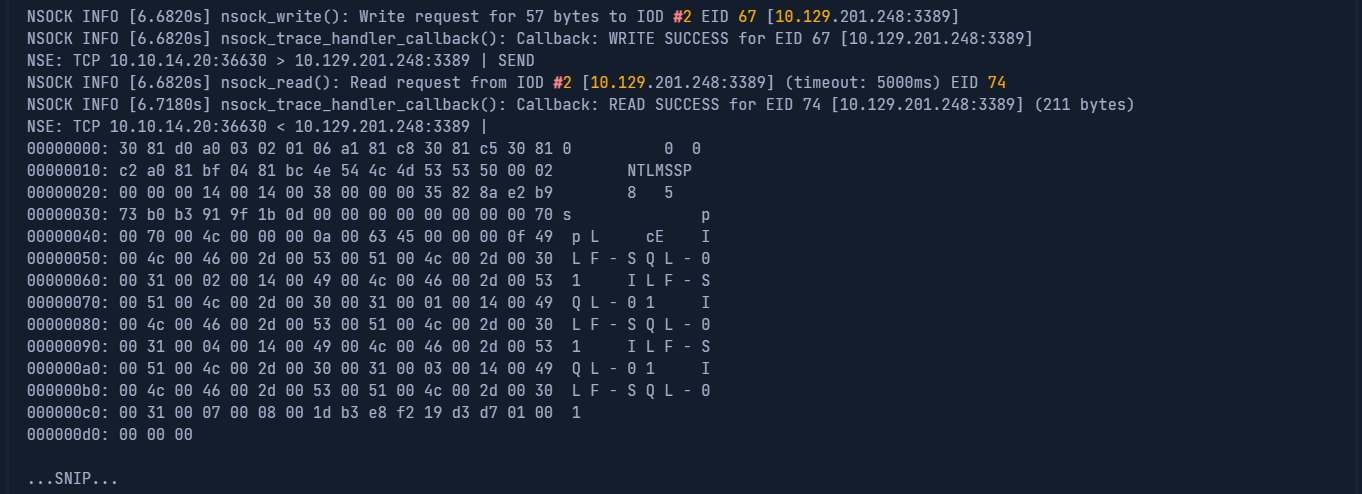 NSOCK INFO [6.6820s] nsock_write(): Write request for 57 bytes to IOD #2 EID 67 [10.129.201.248:3389]
NSOCK INFO [6.6820s] nsock_trace_handler_callback(): Callback: WRITE SUCCESS for EID 67 [10.129.201.248:3389]
NSE: TCP 10.10.14.20:36630 > 10.129.201.248:3389 | SEND
NSOCK INFO [6.6820s] nsock_read(): Read request from IOD #2 [10.129.201.248:3389] (timeout: 5000ms) EID 74
NSOCK INFO [6.7180s] nsock_trace_handler_callback(): Callback: READ SUCCESS for EID 74 [10.129.201.248:3389] (211 bytes)
NSE: TCP 10.10.14.20:36630 < 10.129.201.248:3389 |
00000000: 30 81 d0 a0 03 02 01 06 a1 81 c8 30 81 c5 30 81 0          0  0
00000010: c2 a0 81 bf 04 81 bc 4e 54 4c 4d 53 53 50 00 02        NTLMSSP
00000020: 00 00 00 14 00 14 00 38 00 00 00 35 82 8a e2 b9        8   5
00000030: 73 b0 b3 91 9f 1b 0d 00 00 00 00 00 00 00 00 70 s              p
00000040: 00 70 00 4c 00 00 00 0a 00 63 45 00 00 00 0f 49  p L     cE    I
00000050: 00 4c 00 46 00 2d 00 53 00 51 00 4c 00 2d 00 30  L F - S Q L - 0
00000060: 00 31 00 02 00 14 00 49 00 4c 00 46 00 2d 00 53  1     I L F - S
00000070: 00 51 00 4c 00 2d 00 30 00 31 00 01 00 14 00 49  Q L - 0 1     I
00000080: 00 4c 00 46 00 2d 00 53 00 51 00 4c 00 2d 00 30  L F - S Q L - 0
00000090: 00 31 00 04 00 14 00 49 00 4c 00 46 00 2d 00 53  1     I L F - S
000000a0: 00 51 00 4c 00 2d 00 30 00 31 00 03 00 14 00 49  Q L - 0 1     I
000000b0: 00 4c 00 46 00 2d 00 53 00 51 00 4c 00 2d 00 30  L F - S Q L - 0
000000c0: 00 31 00 07 00 08 00 1d b3 e8 f2 19 d3 d7 01 00  1
000000d0: 00 00 00
...SNIP...